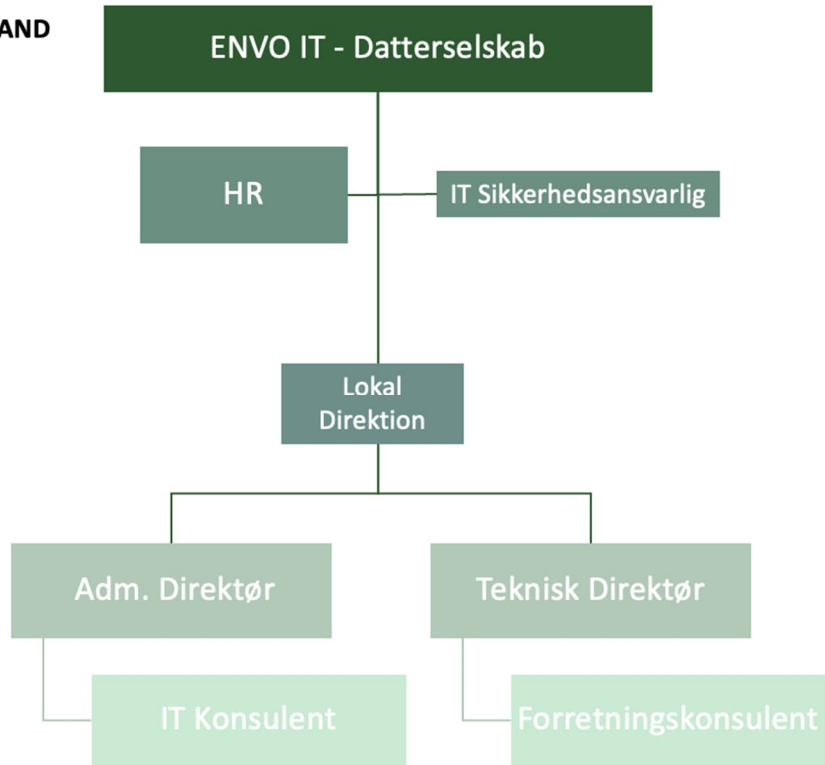 AND
ENVO IT - Datterselskab
HR
IT Sikkerhedsansvarlig
Lokal
Direktion
Adm. Direktør
Teknisk Direktør
IT Konsulent
Forretningskonsulent